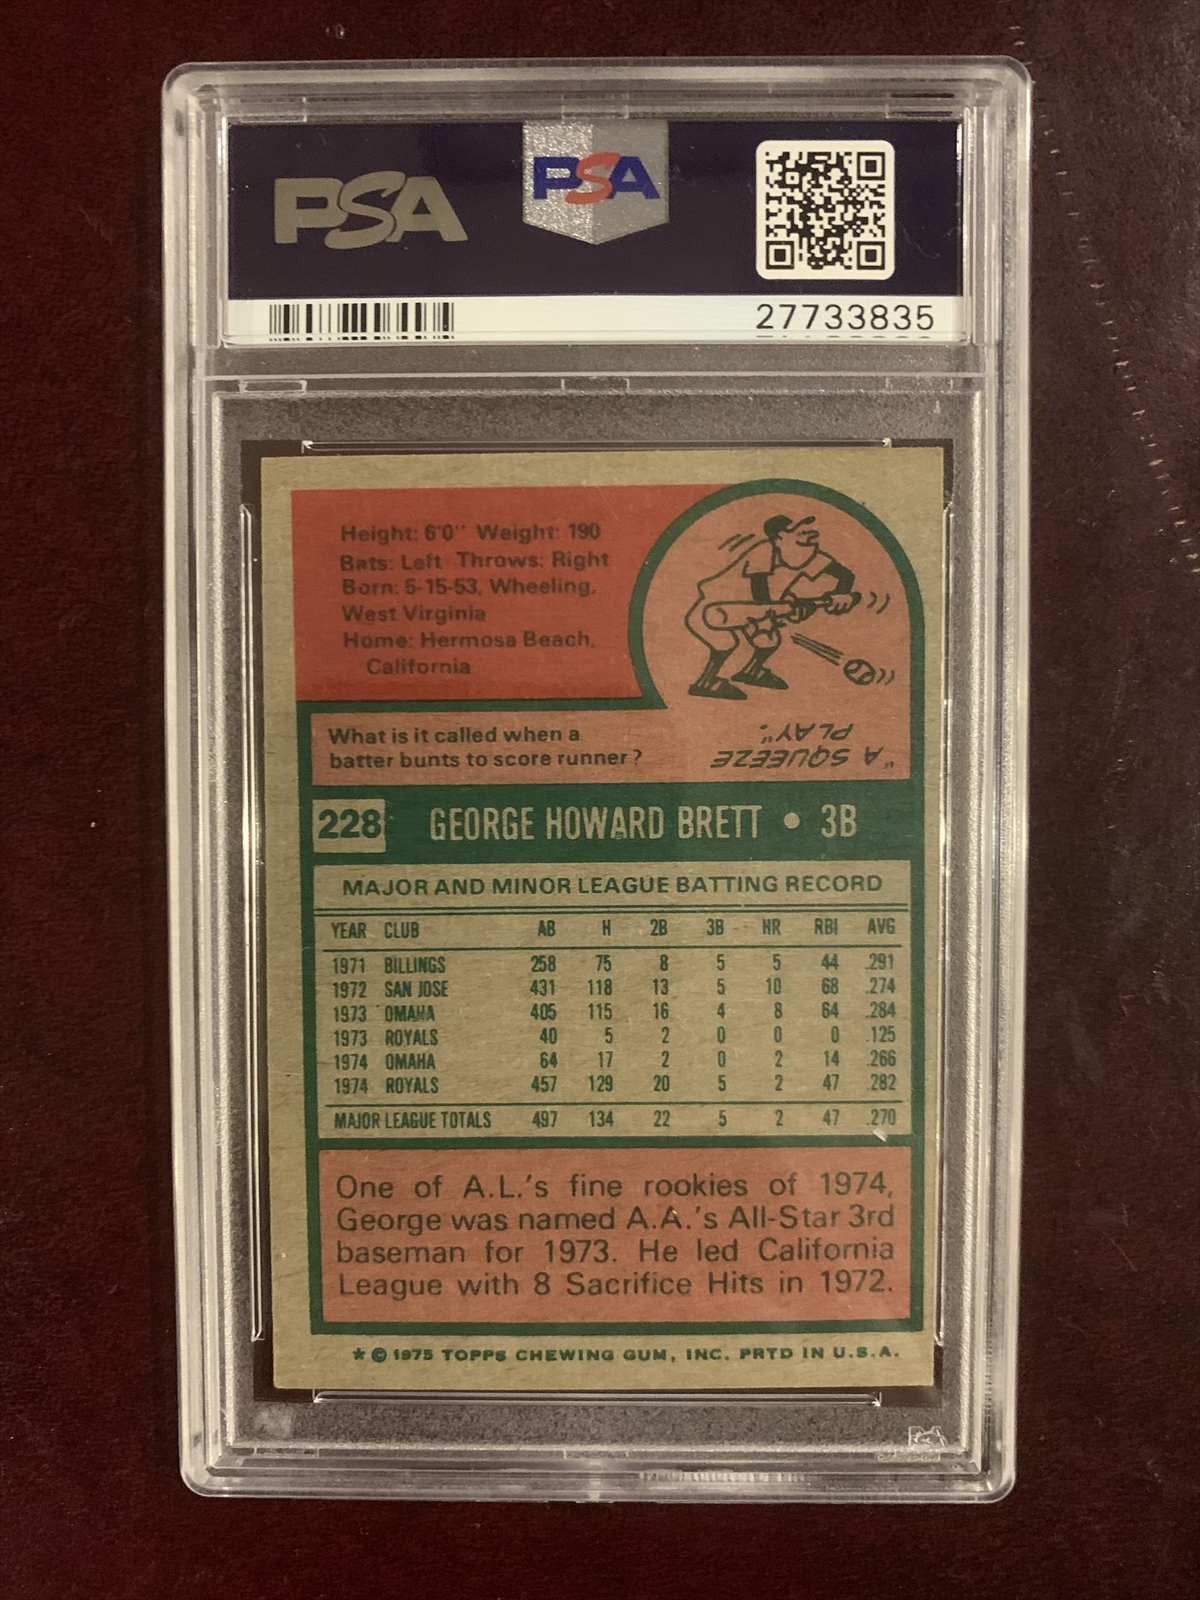 PSA
PSA
27733835
Height: 6'0" Weight: 190
Bats: Left Throws: Right
Born: 5-15-53, Wheeling,
West Virginia
Home: Hermosa Beach,
California
What is it called when a
batter bunts to score runner?
"A SQUEEZE
PLAY".
228 GEORGE HOWARD BRETT • 3B
MAJOR AND MINOR LEAGUE BATTING RECORD
YEAR CLUB AB H 2B 3B HR RBI AVG
1971 BILLINGS 258 75 8 5 5 44 .291
1972 SAN JOSE 431 118 13 5 10 68 .274
1973 OMAHA 405 115 16 4 8 64 .284
1973 ROYALS 40 5 2 0 0 0 .125
1974 OMAHA 64 17 2 0 2 14 .266
1974 ROYALS 457 129 20 5 2 47 .282
MAJOR LEAGUE TOTALS 497 134 22 5 2 47 .270
One of A.L.'s fine rookies of 1974,
George was named A.A.'s All-Star 3rd
baseman for 1973. He led California
League with 8 Sacrifice Hits in 1972.
* © 1975 TOPPS CHEWING GUM, INC. PRTD IN U.S.A.